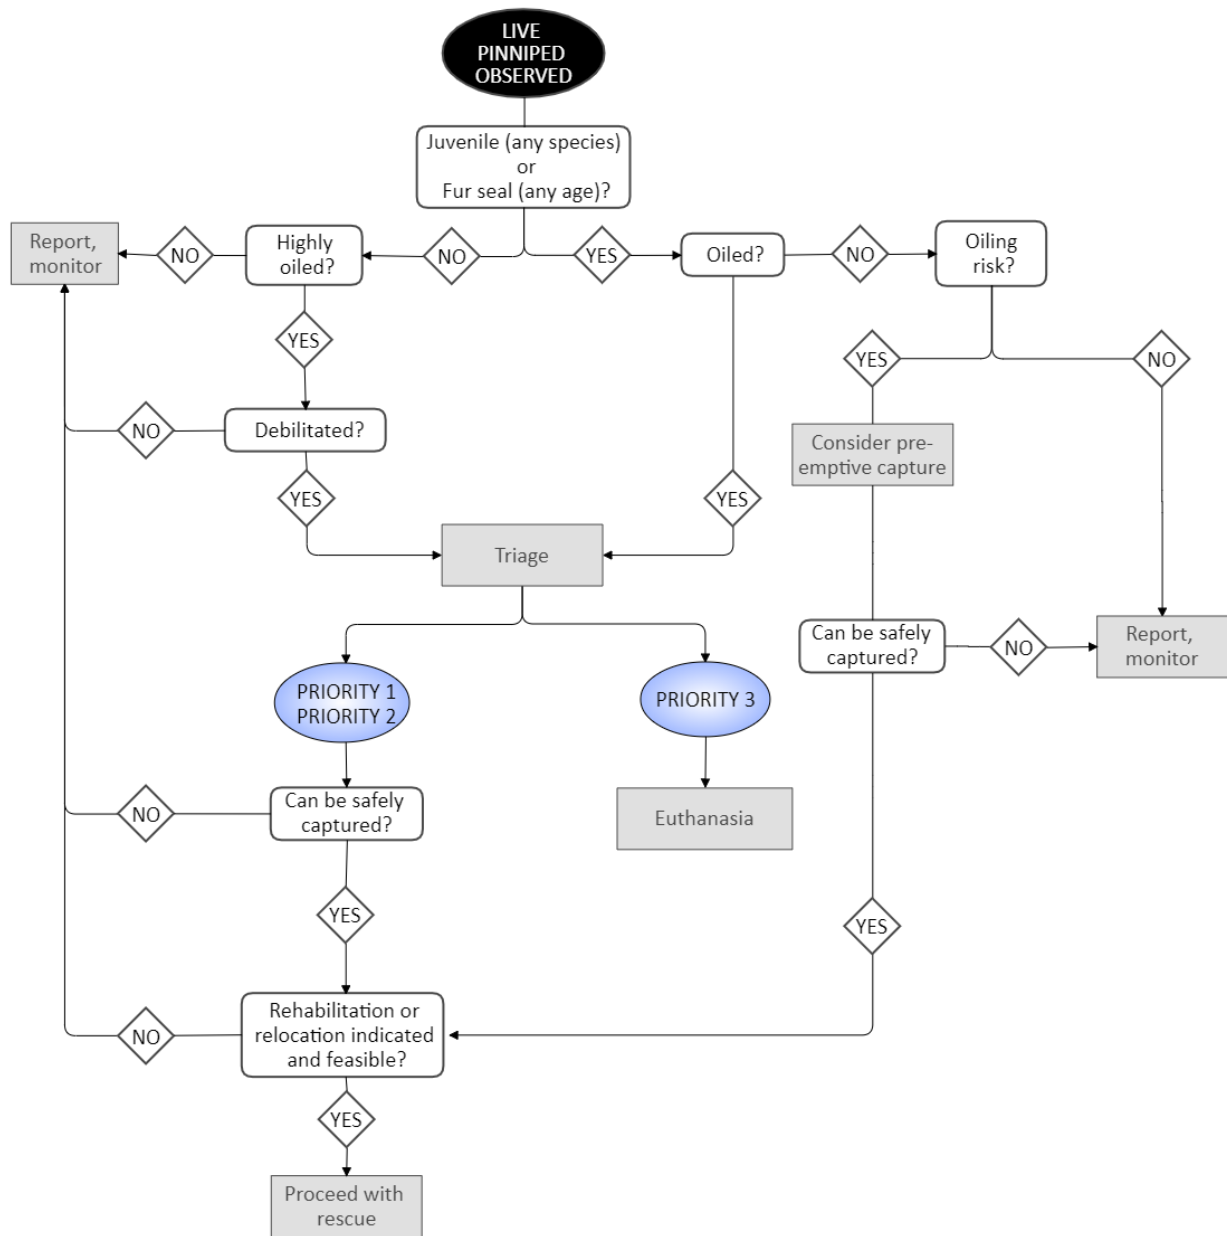 LIVE
PINNIPED
OBSERVED
Juvenile (any species)
or
Fur seal (any age)?
Report,
monitor
NO
Highly
oiled?
NO
YES
Oiled?
NO
Oiling
risk?
YES
YES
NO
NO
Debilitated?
Consider pre-
emptive capture
YES
YES
Triage
Can be safely
captured?
NO
Report,
monitor
PRIORITY 1
PRIORITY 2
PRIORITY 3
NO
Can be safely
captured?
Euthanasia
YES
YES
NO
Rehabilitation or
relocation indicated
and feasible?
YES
Proceed with
rescue